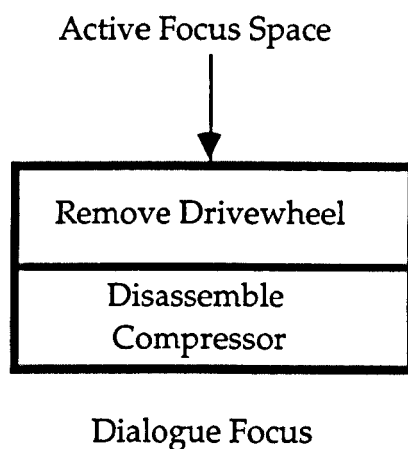 Active Focus Space
Remove Drivewheel
Disassemble
Compressor
Dialogue Focus